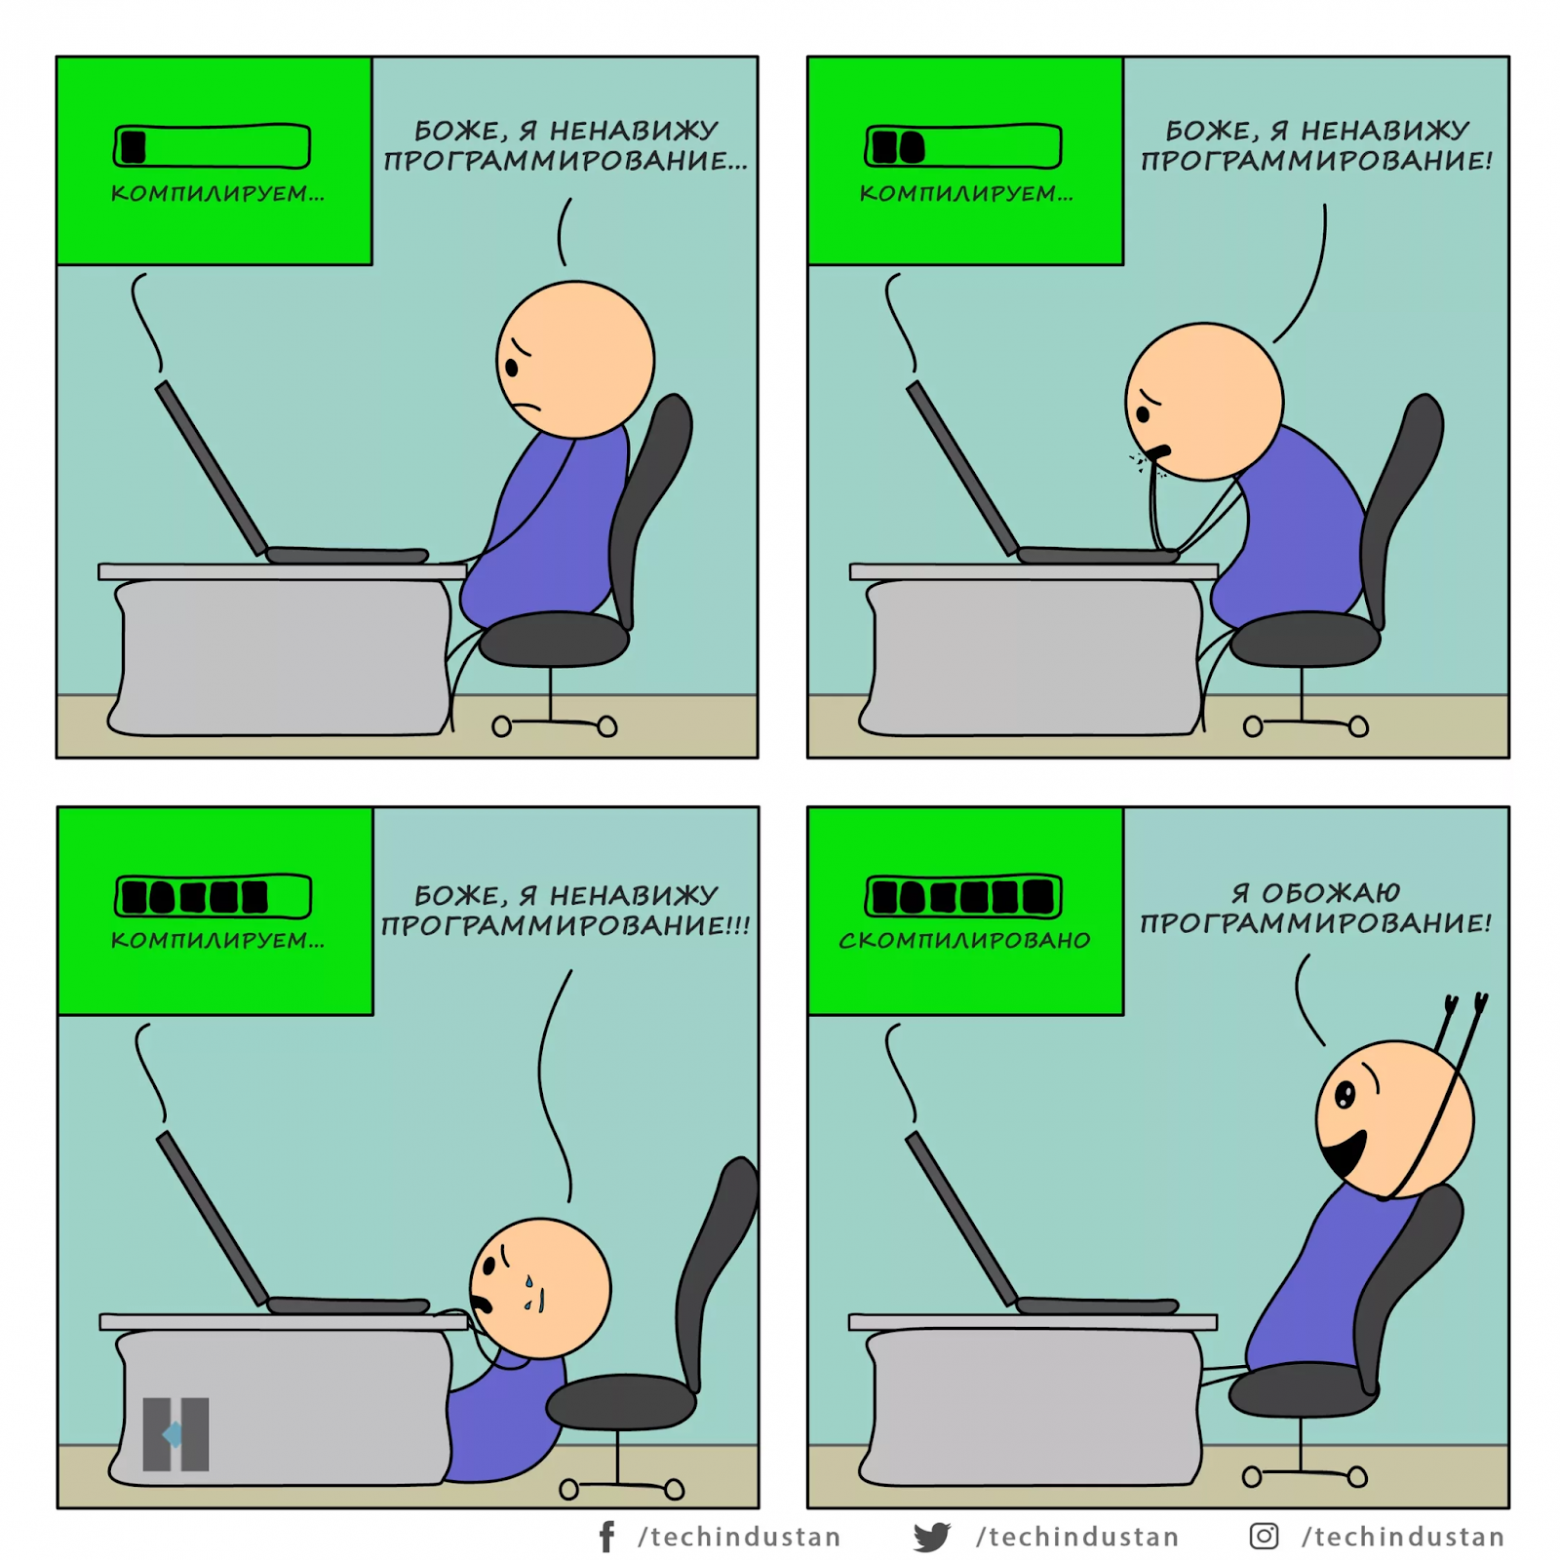 КОМПИЛИРУЕМ...
БОЖЕ, Я НЕНАВИЖУ
ПРОГРАММИРОВАНИЕ...
КОМПИЛИРУЕМ...
БОЖЕ, Я НЕНАВИЖУ
ПРОГРАММИРОВАНИЕ!
КОМПИЛИРУЕМ...
БОЖЕ, Я НЕНАВИЖУ
ПРОГРАММИРОВАНИЕ!!!
СКОМПИЛИРОВАНО
Я ОБОЖАЮ
ПРОГРАММИРОВАНИЕ!
/techindustan /techindustan /techindustan